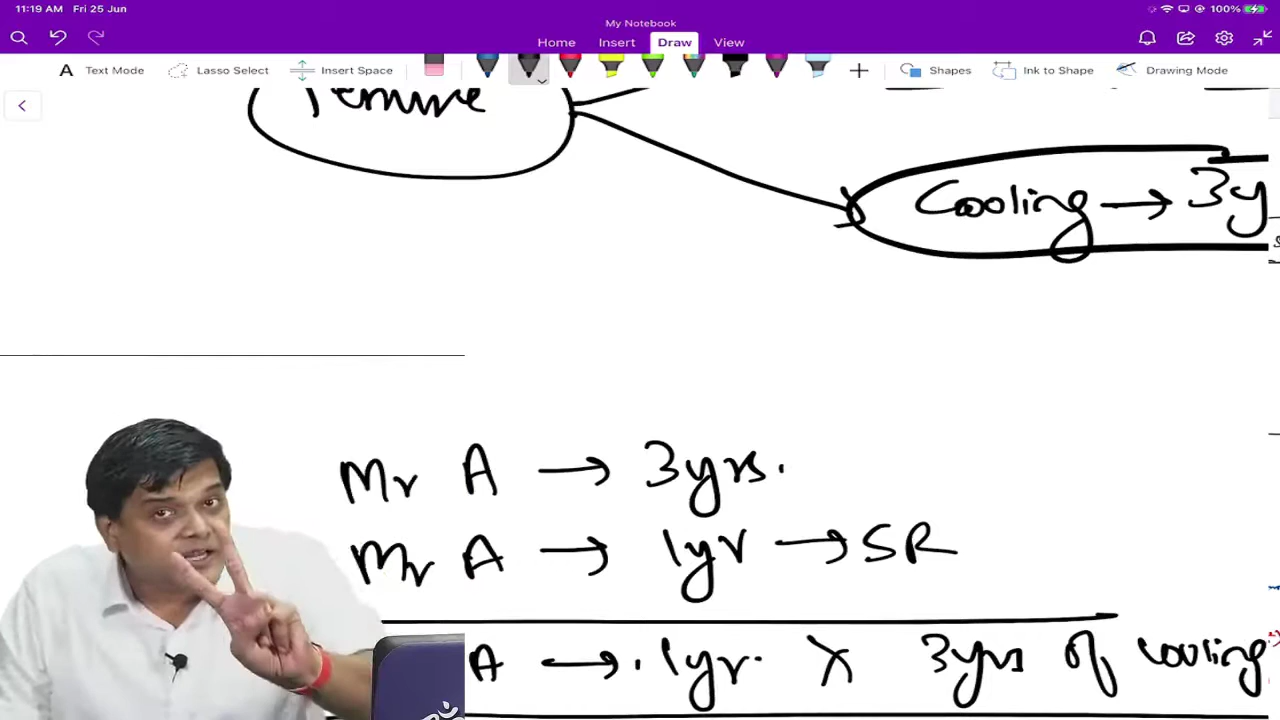 11:19 AM Fri 25 Jun
100%
My Notebook
Home Insert Draw View
A Text Mode Lasso Select Insert Space Shapes Ink to Shape Drawing Mode
Tenure
Cooling → 3y
Mr A → 3yrs.
Mr A → 1yr → SR
A → 1yr. X 3yrs of cooling